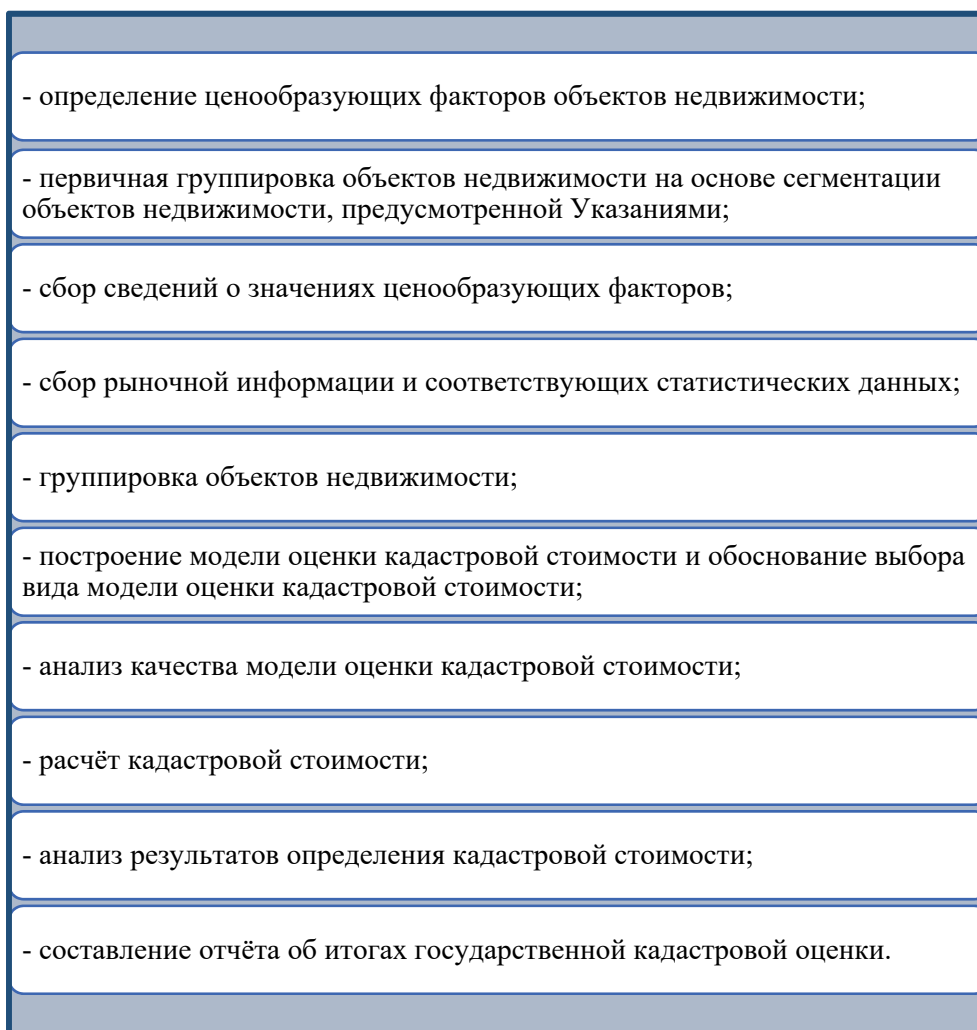 - определение ценообразующих факторов объектов недвижимости;
- первичная группировка объектов недвижимости на основе сегментации
объектов недвижимости, предусмотренной Указаниями;
- сбор сведений о значениях ценообразующих факторов;
- сбор рыночной информации и соответствующих статистических данных;
- группировка объектов недвижимости;
- построение модели оценки кадастровой стоимости и обоснование выбора
вида модели оценки кадастровой стоимости;
- анализ качества модели оценки кадастровой стоимости;
- расчёт кадастровой стоимости;
- анализ результатов определения кадастровой стоимости;
- составление отчёта об итогах государственной кадастровой оценки.